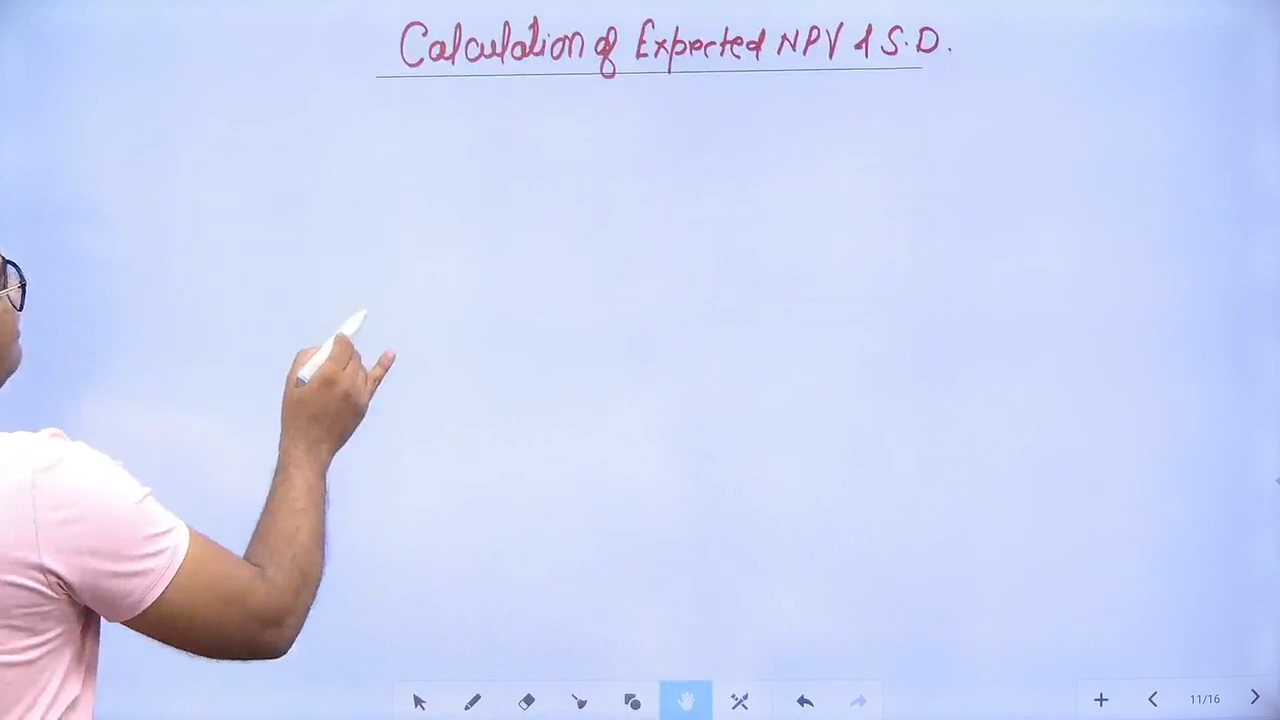 Calculation of Expected NPV & S.D.
11/16